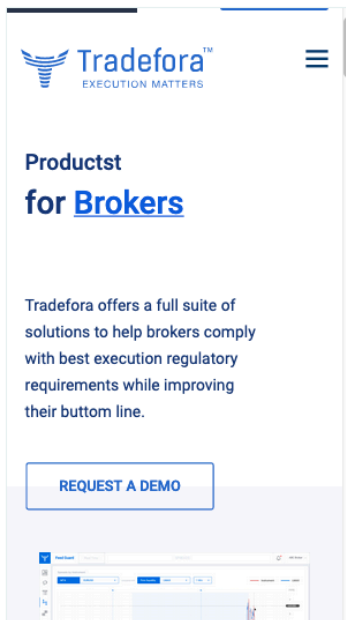 Tradefora™
EXECUTION MATTERS
Productst
for Brokers
Tradefora offers a full suite of
solutions to help brokers comply
with best execution regulatory
requirements while improving
their buttom line.
REQUEST A DEMO